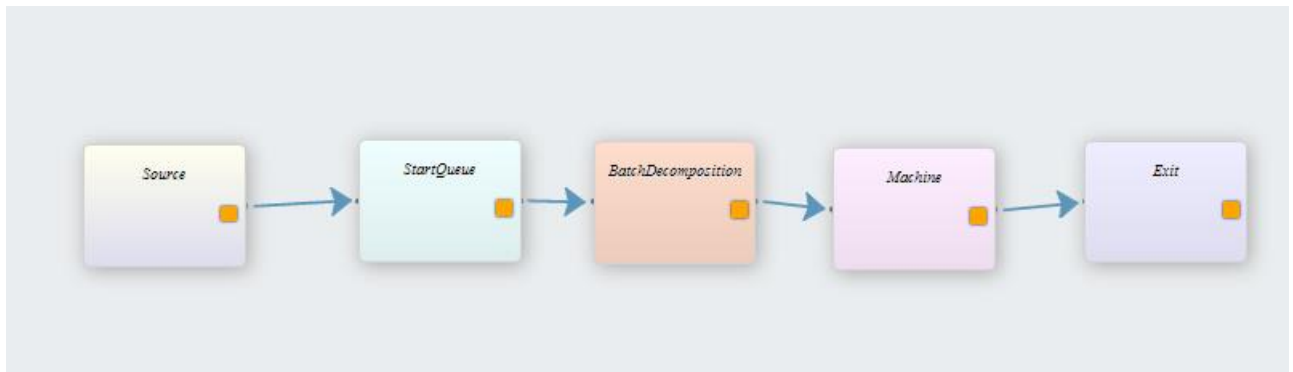 Source
StartQueue
BatchDecomposition
Machine
Exit